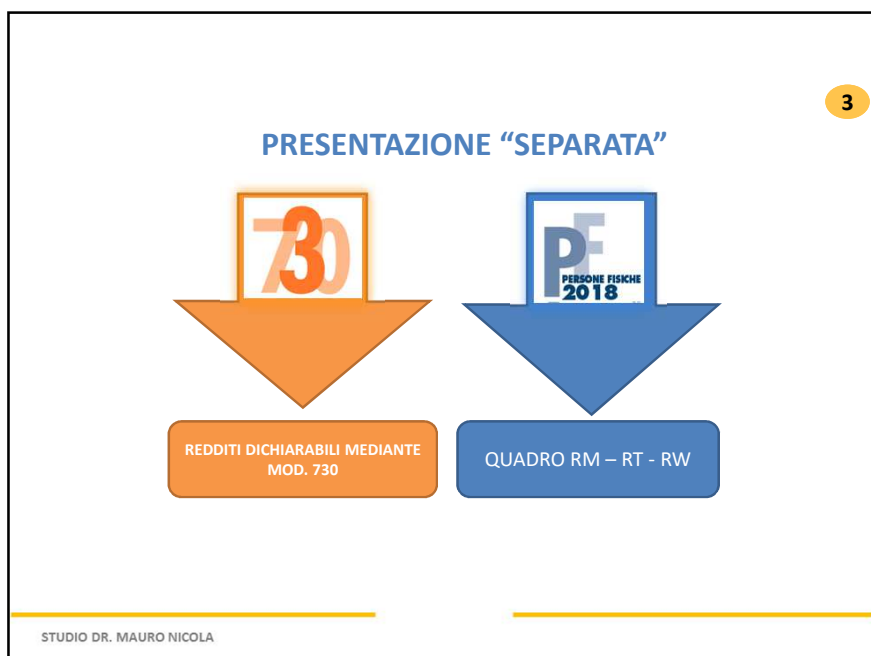 3
PRESENTAZIONE “SEPARATA”
730
PF
PERSONE FISICHE
2018
REDDITI DICHIARABILI MEDIANTE
MOD. 730
QUADRO RM – RT - RW
STUDIO DR. MAURO NICOLA